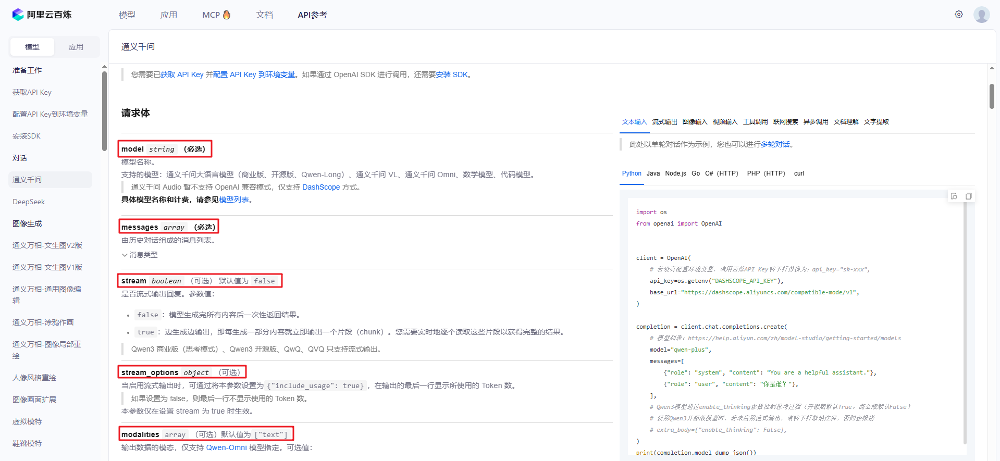 阿里云百炼
模型
应用
MCP
文档
API参考
模型
应用
准备工作
获取API Key
配置API Key到环境变量
安装SDK
对话
通义千问
DeepSeek
图像生成
通义万相-文生图V2版
通义万相-文生图V1版
通义万相-通用图像编
辑
通义万相-涂鸦作画
通义万相-图像局部重
绘
人像风格重绘
图像画面扩展
虚拟模特
鞋靴模特
通义千问
您需要已获取 API Key 并配置 API Key 到环境变量。如果通过 OpenAI SDK 进行调用，还需要安装 SDK。
请求体
model string （必选）
模型名称。
支持的模型：通义千问大语言模型（商业版、开源版、Qwen-Long）、通义千问 VL、通义千问 Omni、数学模型、代码模型。
通义千问 Audio 暂不支持 OpenAI 兼容模式，仅支持 DashScope 方式。
具体模型名称和计费，请参见模型列表。
messages array （必选）
由历史对话组成的消息列表。
消息类型
stream boolean （可选） 默认值为 false
是否流式输出回复。参数值：
• false：模型生成完所有内容后一次性返回结果。
• true：边生成边输出，即每生成一部分内容就立即输出一个片段（chunk）。您需要实时地逐个读取这些片段以获得完整的结果。
Qwen3 商业版（思考模式）、Qwen3 开源版、QwQ、QVQ 只支持流式输出。
stream_options object （可选）
当启用流式输出时，可通过将本参数设置为 {"include_usage": true} ，在输出的最后一行显示所使用的 Token 数。
如果设置为 false，则最后一行不显示使用的 Token 数。
本参数仅在设置 stream 为 true 时生效。
modalities array （可选）默认值为 ["text"]
输出数据的模态，仅支持 Qwen-Omni 模型指定。可选值：
文本输入 流式输出 图像输入 视频输入 工具调用 联网搜索 异步调用 文档理解 文字提取
此处以单轮对话作为示例，您也可以进行多轮对话。
Python Java Node.js Go C#（HTTP） PHP（HTTP） curl
import os
from openai import OpenAI
client = OpenAI(
# 若没有配置环境变量，请用百炼API Key将下行替换为：api_key="sk-xxx",
api_key=os.getenv("DASHSCOPE_API_KEY"),
base_url="https://dashscope.aliyuncs.com/compatible-mode/v1",
)
completion = client.chat.completions.create(
# 模型列表：https://help.aliyun.com/zh/model-studio/getting-started/models
model="qwen-plus",
messages=[
{"role": "system", "content": "You are a helpful assistant."},
{"role": "user", "content": "你是谁？"},
],
# Qwen3模型通过enable_thinking参数控制思考过程（开源版默认True，商业版默认False）
# 使用Qwen3开源版模型时，若未启用流式输出，请将下行取消注释，否则会报错
# extra_body={"enable_thinking": False},
)
print(completion.model_dump_json())